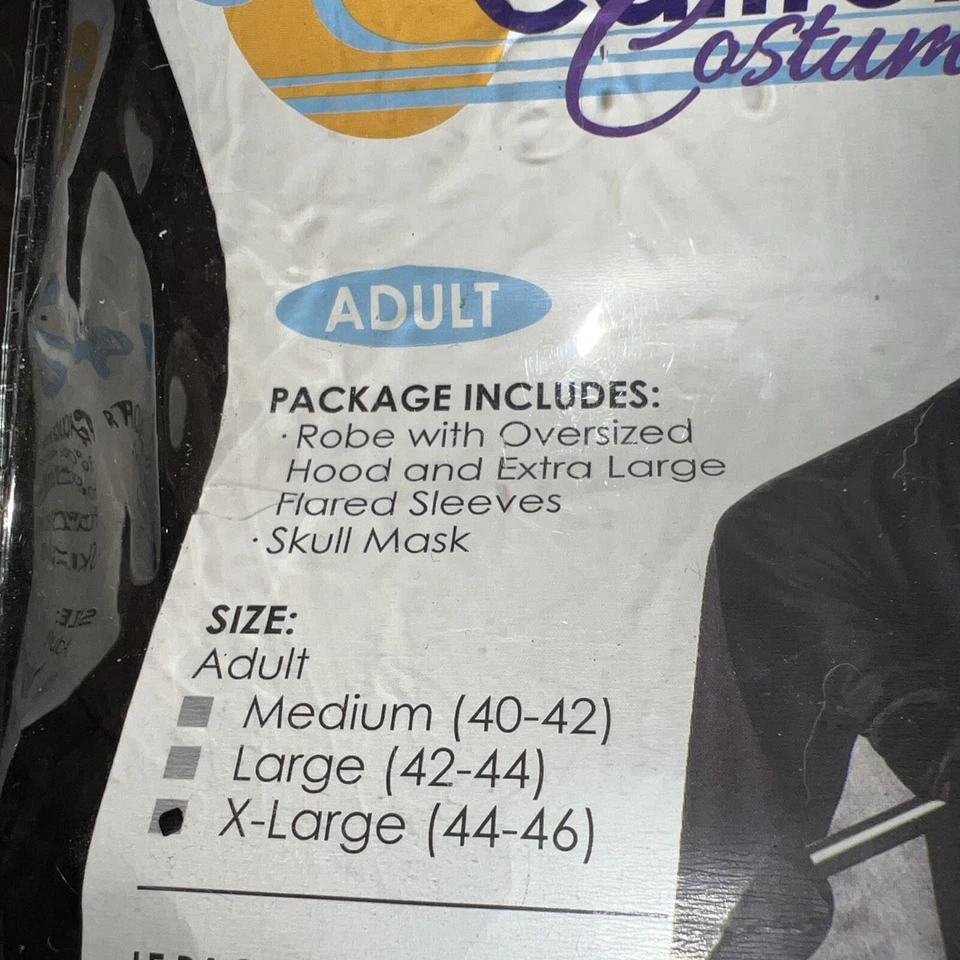 Costum
ADULT
PACKAGE INCLUDES:
· Robe with Oversized
Hood and Extra Large
Flared Sleeves
· Skull Mask
SIZE:
Adult
Medium (40-42)
Large (42-44)
X-Large (44-46)